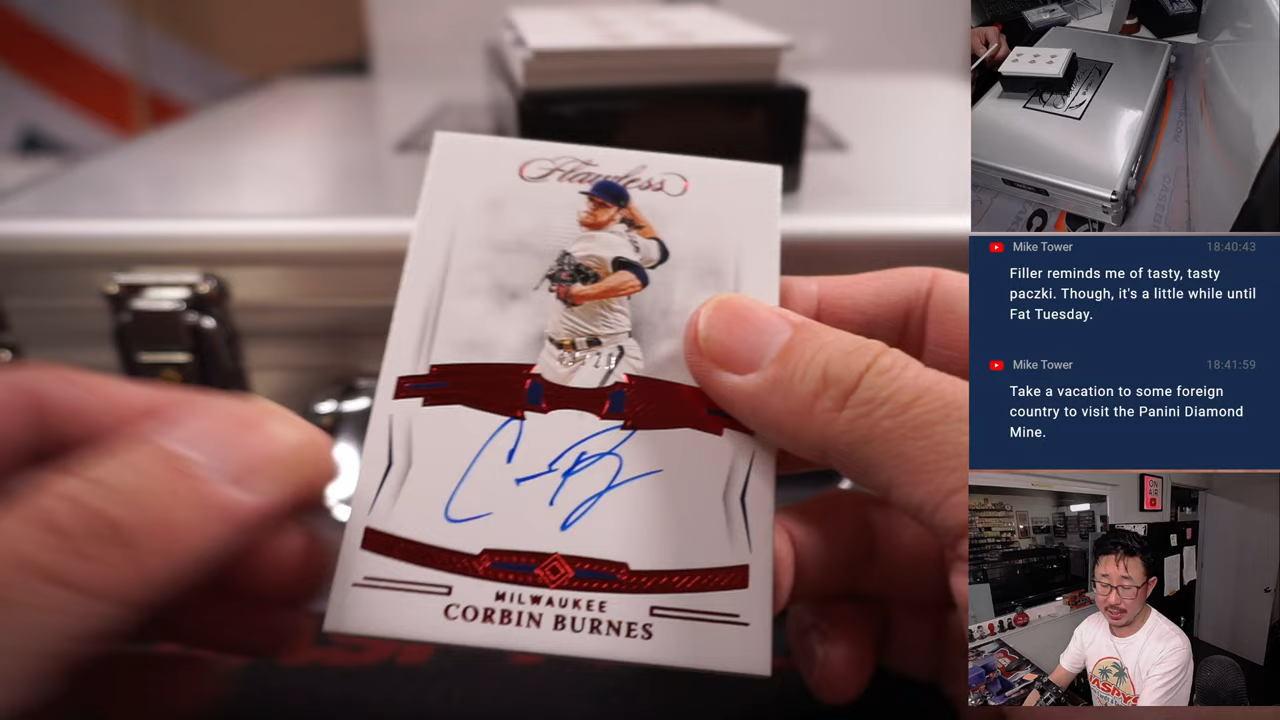 Flawless
MILWAUKEE
CORBIN BURNES
Mike Tower 18:40:43
Filler reminds me of tasty, tasty
paczki. Though, it's a little while until
Fat Tuesday.
Mike Tower 18:41:59
Take a vacation to some foreign
country to visit the Panini Diamond
Mine.
ON
AIR